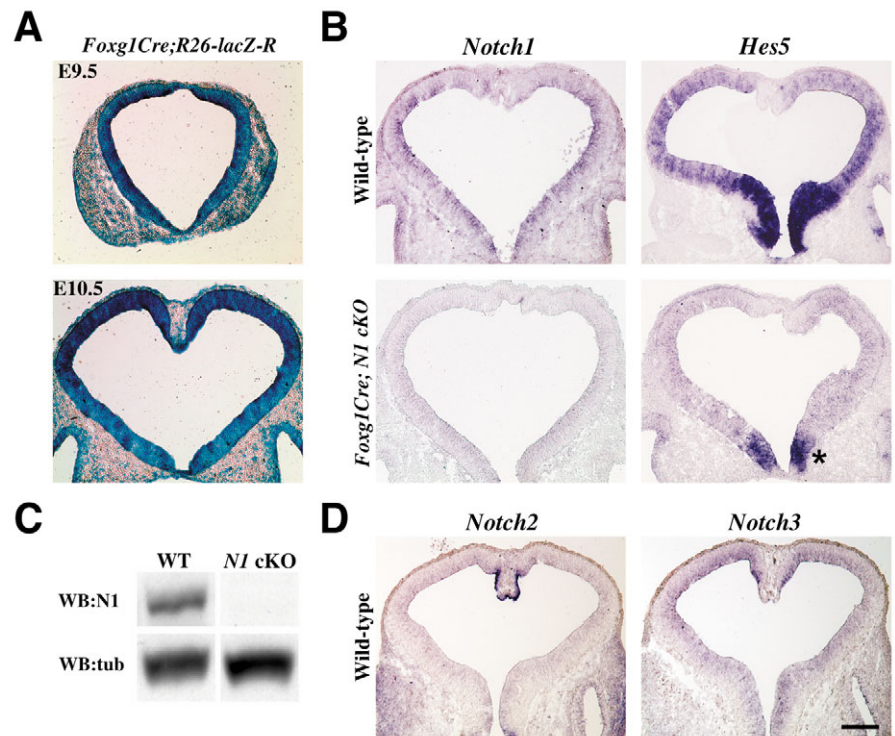 A
Foxg1Cre;R26-lacZ-R
E9.5
E10.5
B
Notch1
Hes5
Wild-type
Foxg1Cre; N1 cKO
*
C
WT
N1 cKO
WB:N1
WB:tub
D
Notch2
Notch3
Wild-type